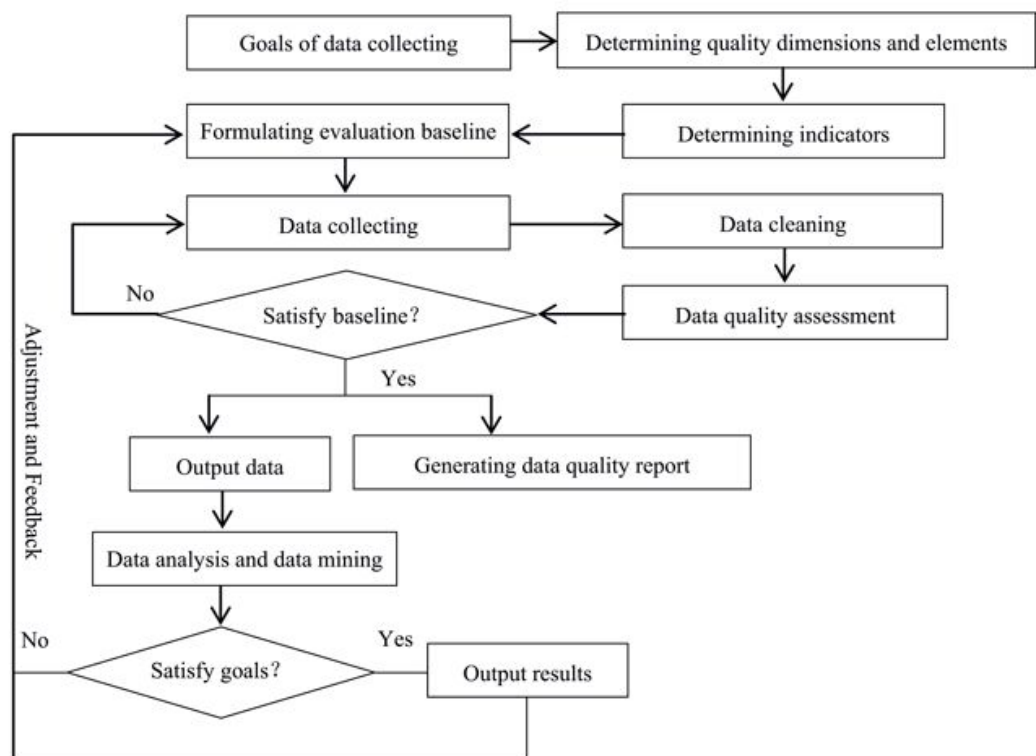 Goals of data collecting
Determining quality dimensions and elements
Formulating evaluation baseline
Determining indicators
Data collecting
Data cleaning
No
Satisfy baseline?
Data quality assessment
Adjustment and Feedback
Yes
Output data
Generating data quality report
Data analysis and data mining
No
Yes
Satisfy goals?
Output results